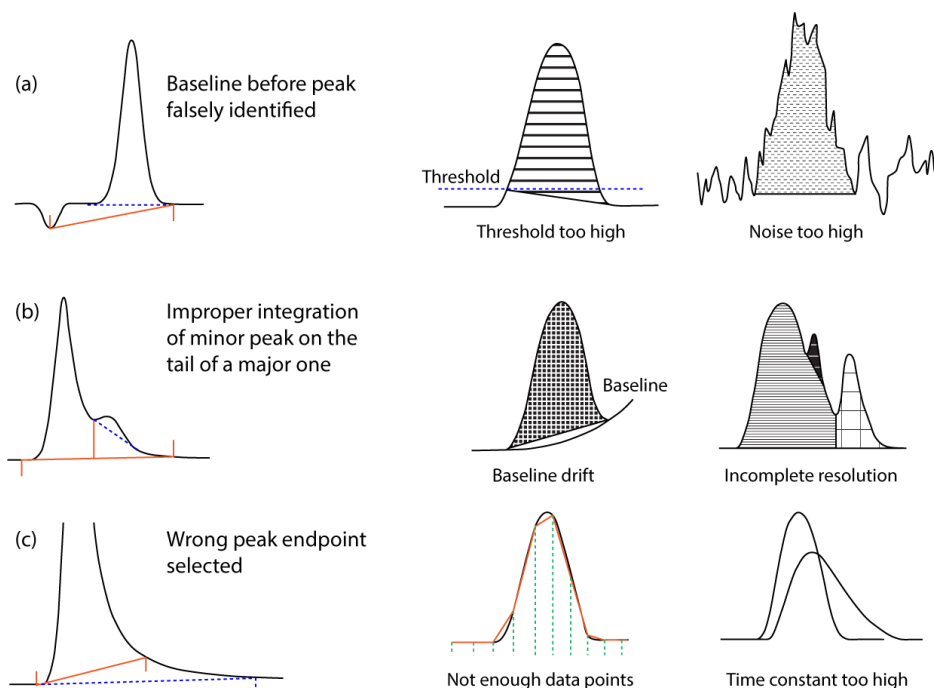 (a)
Baseline before peak
falsely identified
Threshold
Threshold too high
Noise too high
(b)
Improper integration
of minor peak on the
tail of a major one
Baseline
Baseline drift
Incomplete resolution
(c)
Wrong peak endpoint
selected
Not enough data points
Time constant too high